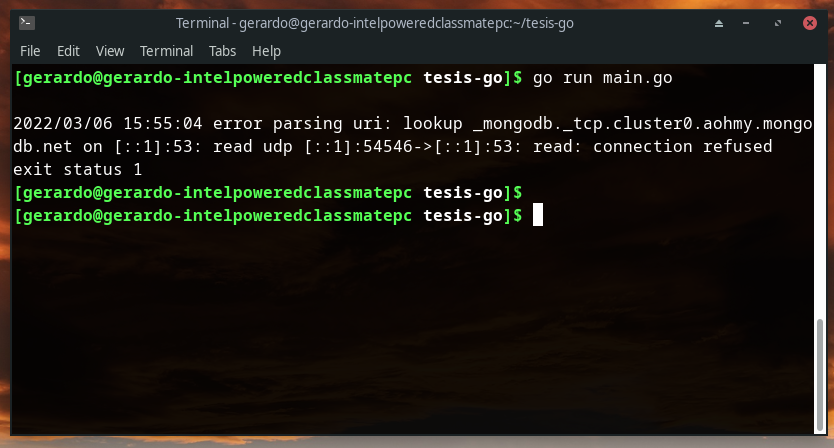 Terminal - gerardo@gerardo-intelpoweredclassmatepc:~/tesis-go
File Edit View Terminal Tabs Help
[gerardo@gerardo-intelpoweredclassmatepc tesis-go]$ go run main.go
2022/03/06 15:55:04 error parsing uri: lookup _mongodb._tcp.cluster0.aohmy.mongo
db.net on [::1]:53: read udp [::1]:54546->[::1]:53: read: connection refused
exit status 1
[gerardo@gerardo-intelpoweredclassmatepc tesis-go]$
[gerardo@gerardo-intelpoweredclassmatepc tesis-go]$